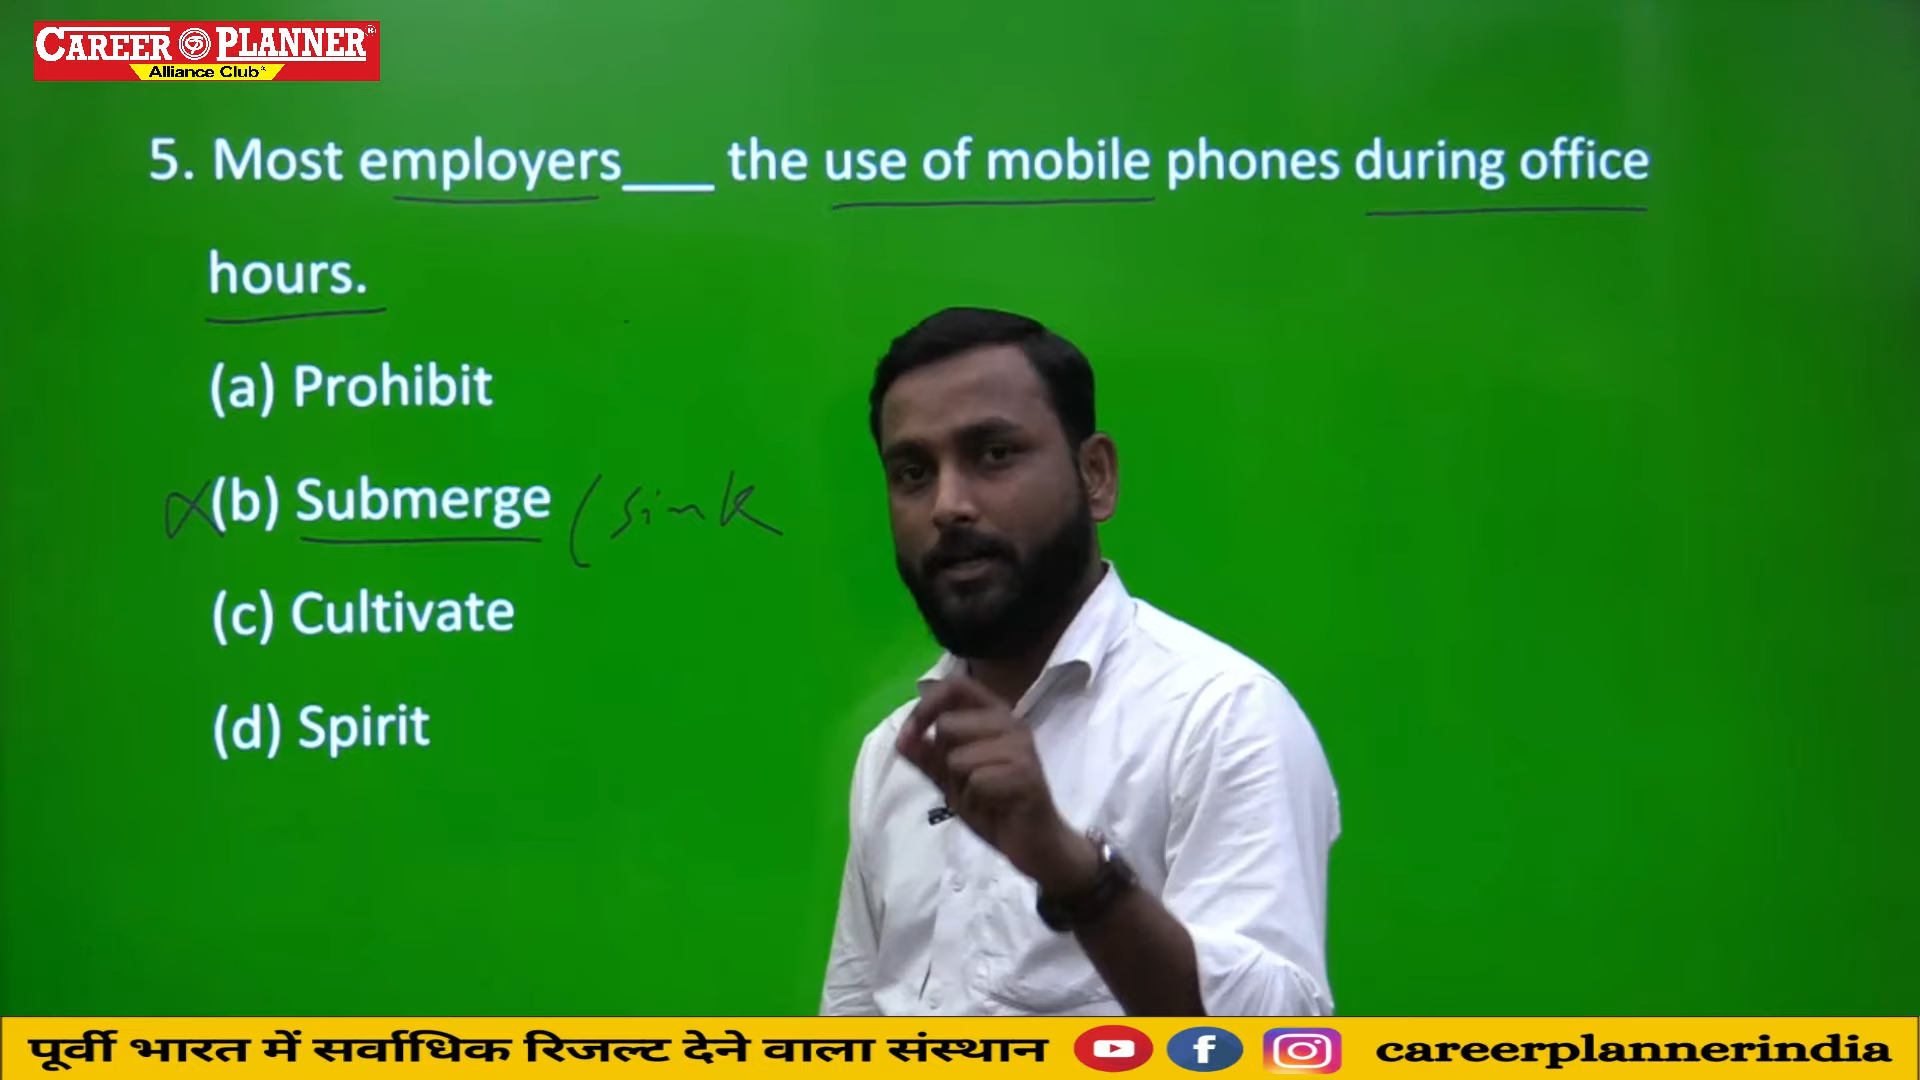 CAREER PLANNER
Alliance Club
5. Most employers___ the use of mobile phones during office
hours.
(a) Prohibit
(b) Submerge (sink
(c) Cultivate
(d) Spirit
पूर्वी भारत में सर्वाधिक रिजल्ट देने वाला संस्थान careerplannerindia